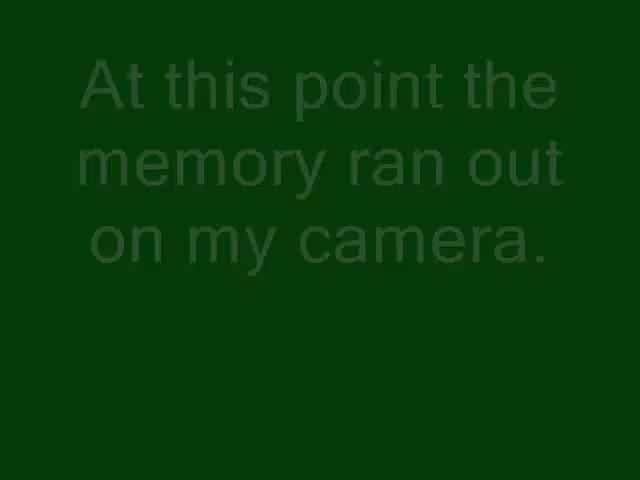 At this point the
memory ran out
on my camera.